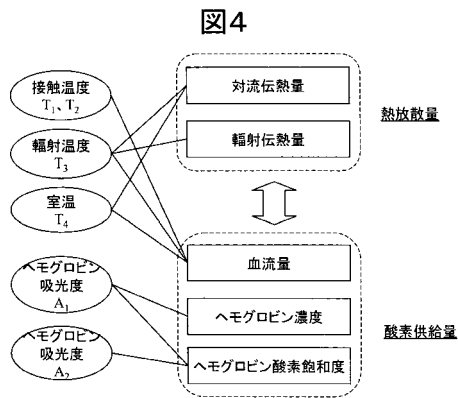 図4
接触温度
T1、T2
輻射温度
T3
室温
T4
ヘモグロビン
吸光度
A1
ヘモグロビン
吸光度
A2
対流伝熱量
輻射伝熱量
熱放散量
血流量
ヘモグロビン濃度
ヘモグロビン酸素飽和度
酸素供給量